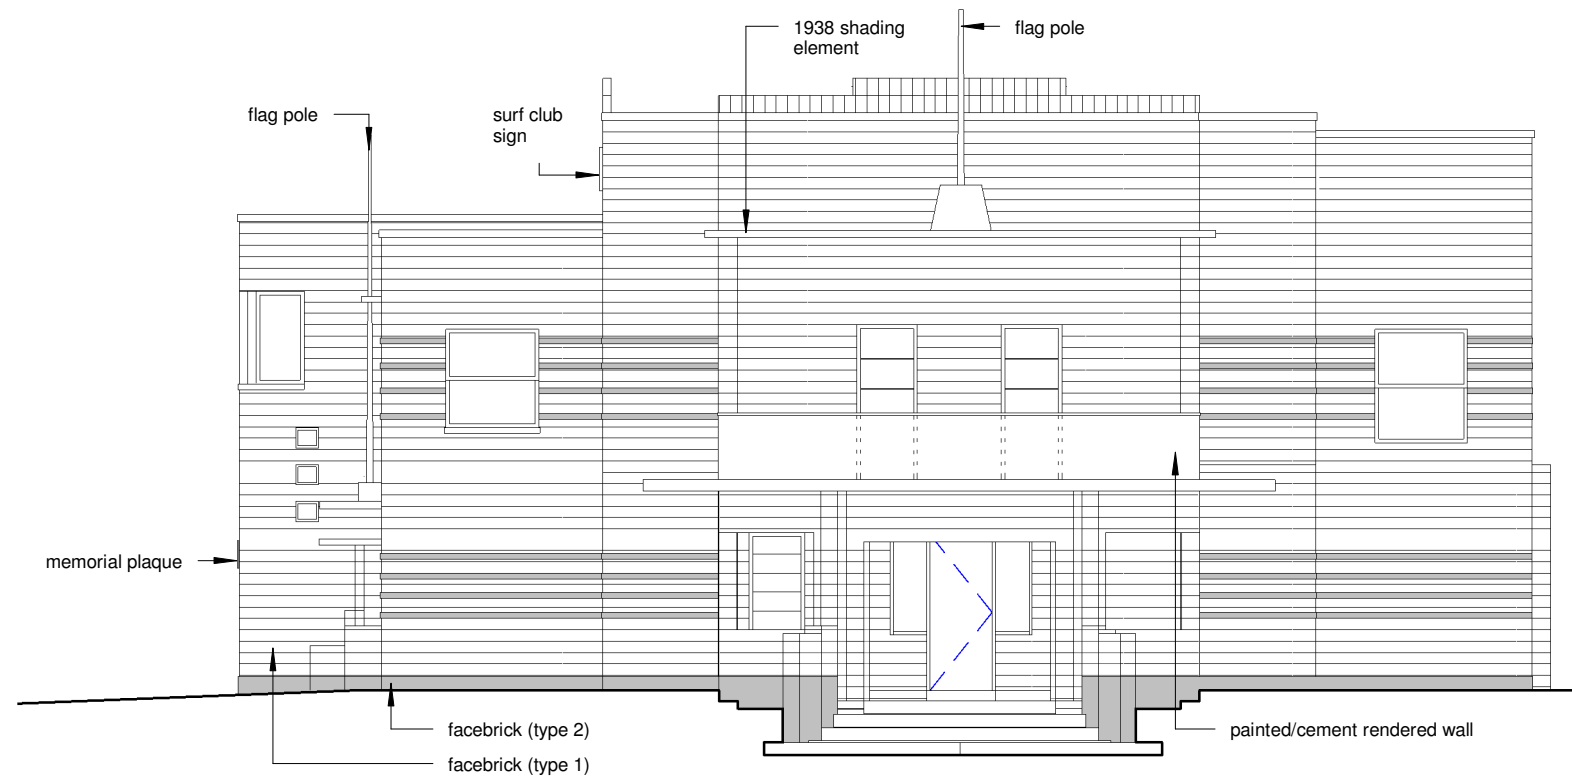 1938 shading
element
flag pole
flag pole
surf club
sign
memorial plaque
facebrick (type 2)
painted/cement rendered wall
facebrick (type 1)